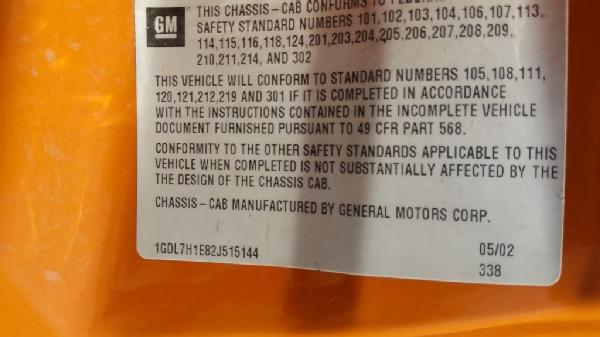 THIS CHASSIS-CAB CONFORMS TO FEDERAL
GM
SAFETY STANDARD NUMBERS 101,102,103,104,106,107,113,
114,115,116,118,124,201,203,204,205,206,207,208,209,
210,211,214, AND 302
THIS VEHICLE WILL CONFORM TO STANDARD NUMBERS 105,108,111,
120,121,212,219 AND 301 IF IT IS COMPLETED IN ACCORDANCE
WITH THE INSTRUCTIONS CONTAINED IN THE INCOMPLETE VEHICLE
DOCUMENT FURNISHED PURSUANT TO 49 CFR PART 568.
CONFORMITY TO THE OTHER SAFETY STANDARDS APPLICABLE TO THIS
VEHICLE WHEN COMPLETED IS NOT SUBSTANTIALLY AFFECTED BY THE
THE DESIGN OF THE CHASSIS CAB.
CHASSIS-CAB MANUFACTURED BY GENERAL MOTORS CORP.
1GDL7H1E82J515144 05/02
338